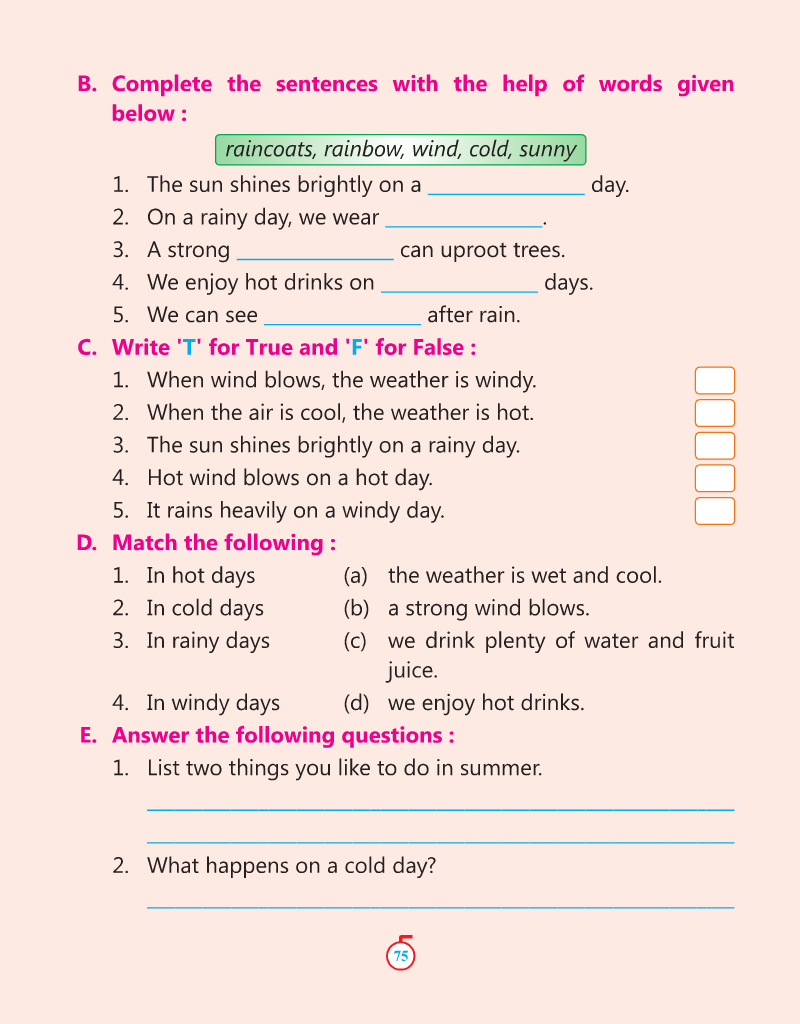 B. Complete the sentences with the help of words given
below :
raincoats, rainbow, wind, cold, sunny
1. The sun shines brightly on a ______________ day.
2. On a rainy day, we wear ______________.
3. A strong ______________ can uproot trees.
4. We enjoy hot drinks on ______________ days.
5. We can see ______________ after rain.
C. Write 'T' for True and 'F' for False :
1. When wind blows, the weather is windy.
2. When the air is cool, the weather is hot.
3. The sun shines brightly on a rainy day.
4. Hot wind blows on a hot day.
5. It rains heavily on a windy day.
D. Match the following :
1. In hot days (a) the weather is wet and cool.
2. In cold days (b) a strong wind blows.
3. In rainy days (c) we drink plenty of water and fruit
juice.
4. In windy days (d) we enjoy hot drinks.
E. Answer the following questions :
1. List two things you like to do in summer.
2. What happens on a cold day?
75